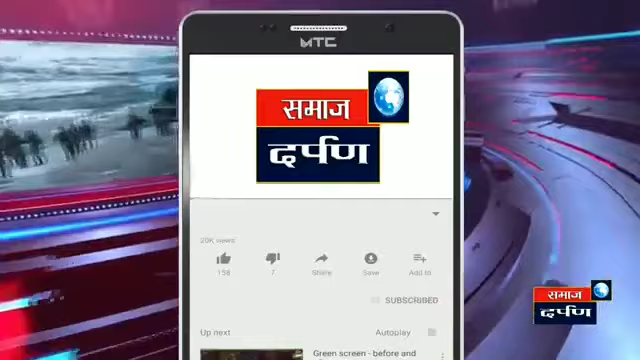 MTC
समाज
दर्पण
20K views
158
7
Share
Save
Add to
SUBSCRIBED
Up next
Autoplay
Green screen - before and
समाज
दर्पण